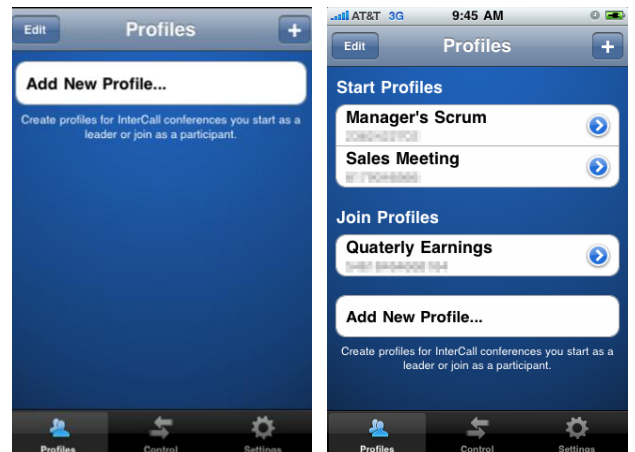 Edit
Profiles
+
Add New Profile...
Create profiles for InterCall conferences you start as a
leader or join as a participant.
Profiles
Control
Settings
AT&T 3G
9:45 AM
Edit
Profiles
+
Start Profiles
Manager's Scrum
Sales Meeting
Join Profiles
Quaterly Earnings
Add New Profile...
Create profiles for InterCall conferences you start as a
leader or join as a participant.
Profiles
Control
Settings